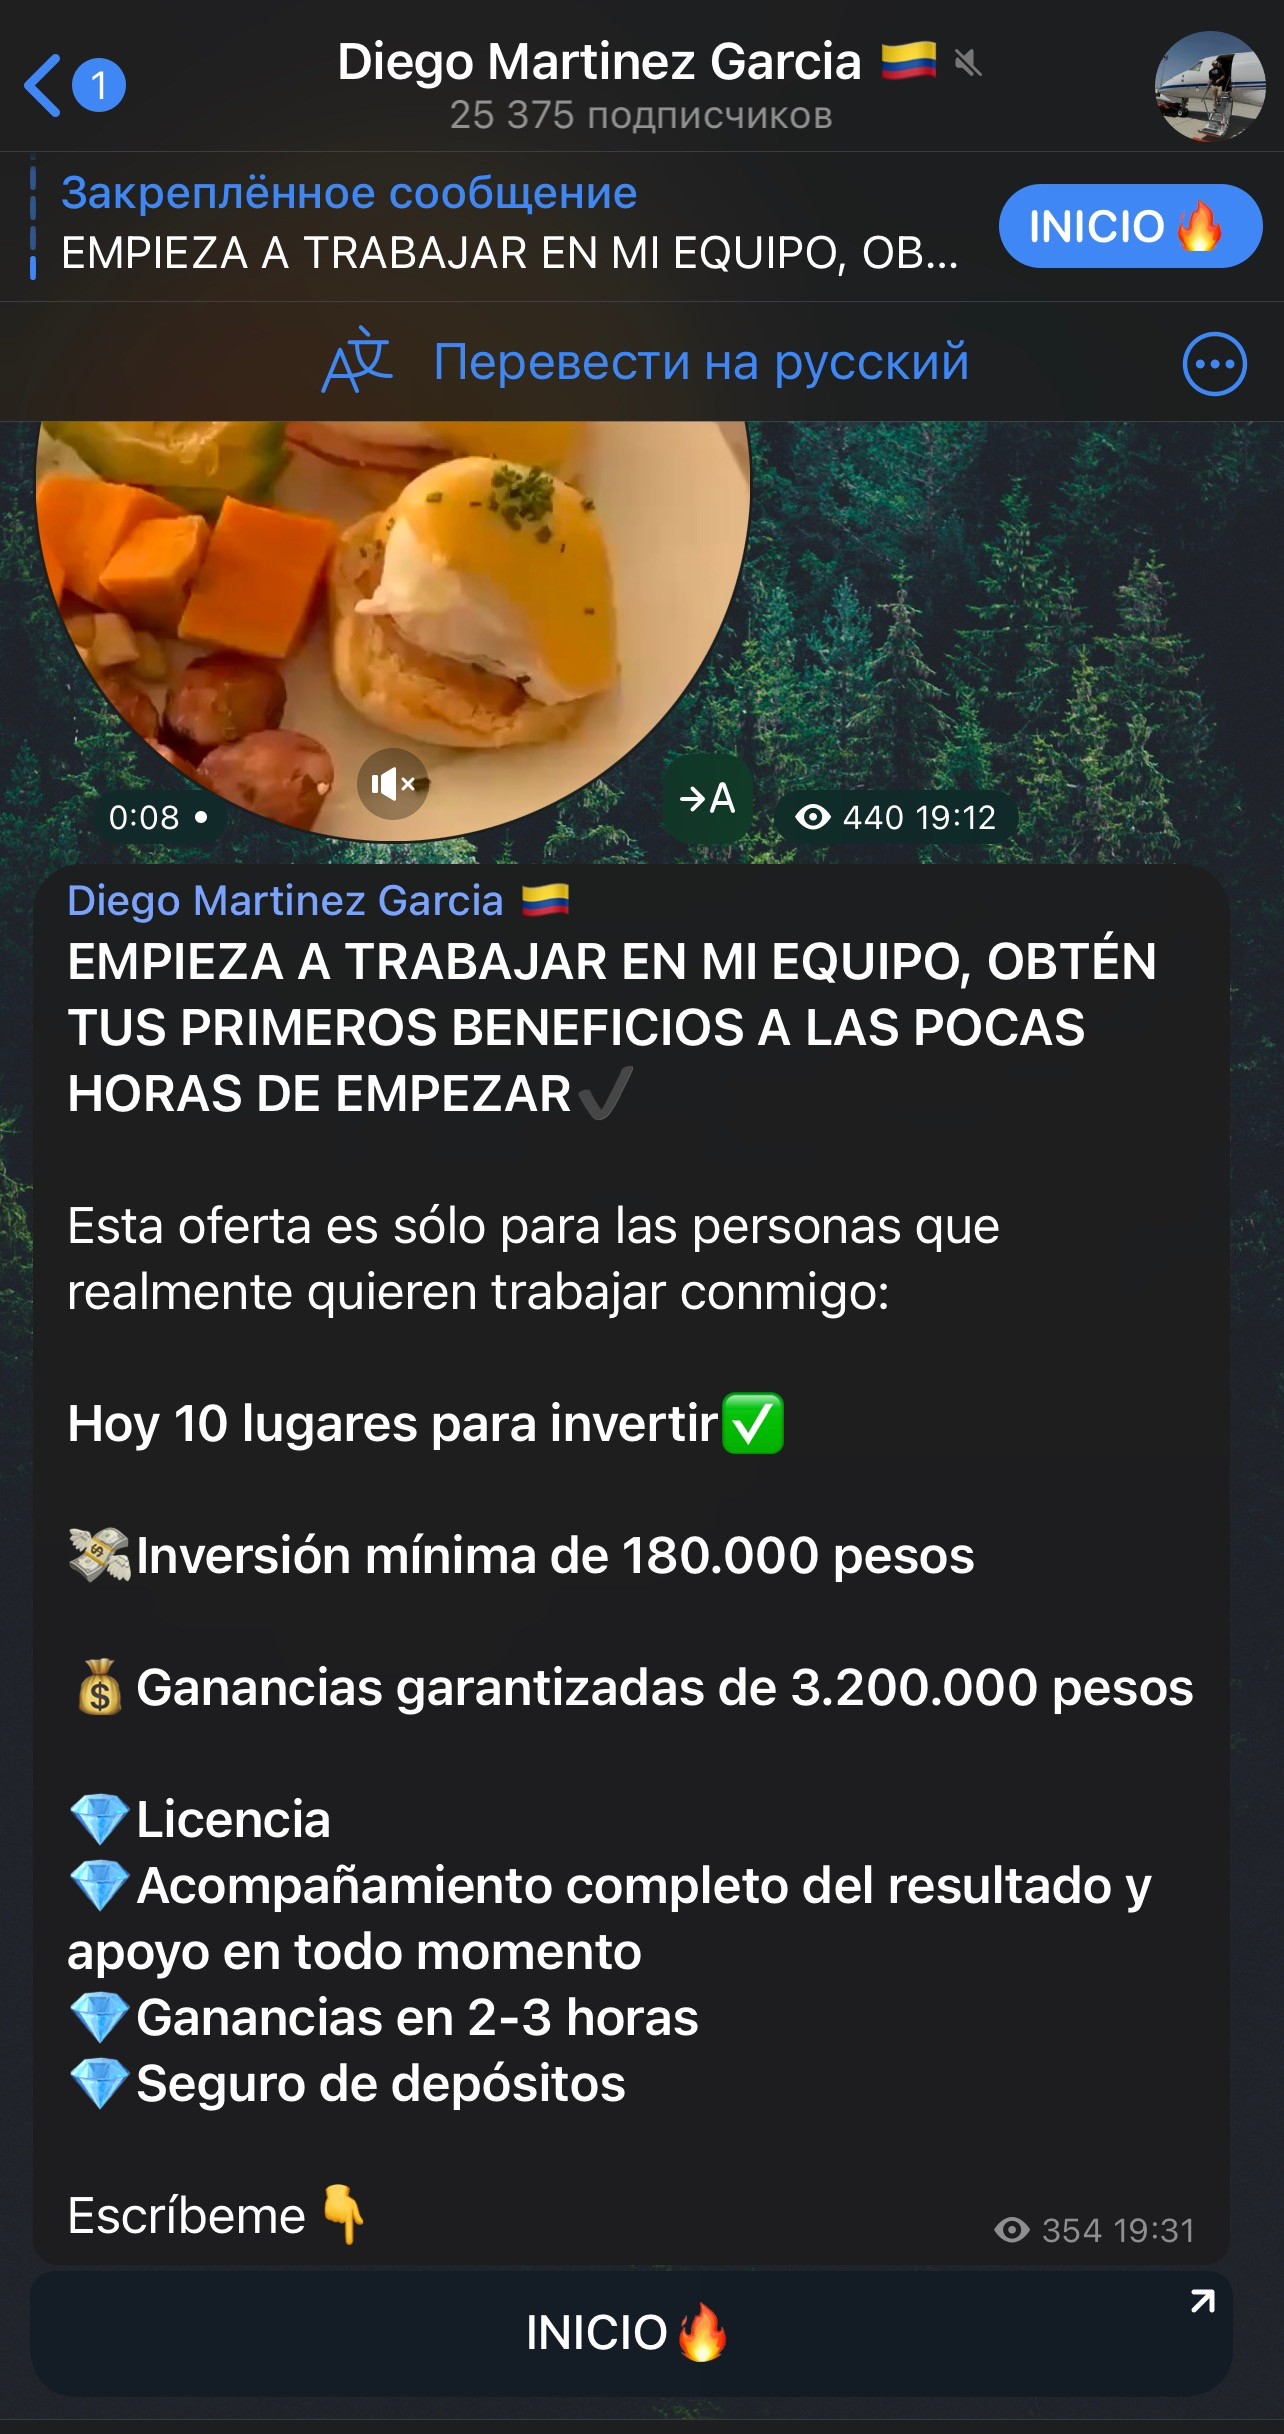 1
Diego Martinez Garcia 🇨🇴
25 375 подписчиков
Закреплённое сообщение
EMPIEZA A TRABAJAR EN MI EQUIPO, OB...
INICIO🔥
Перевести на русский
0:08
→A
440 19:12
Diego Martinez Garcia 🇨🇴
EMPIEZA A TRABAJAR EN MI EQUIPO, OBTÉN
TUS PRIMEROS BENEFICIOS A LAS POCAS
HORAS DE EMPEZAR✔️
Esta oferta es sólo para las personas que
realmente quieren trabajar conmigo:
Hoy 10 lugares para invertir✅
💸Inversión mínima de 180.000 pesos
💰Ganancias garantizadas de 3.200.000 pesos
💎Licencia
💎Acompañamiento completo del resultado y
apoyo en todo momento
💎Ganancias en 2-3 horas
💎Seguro de depósitos
Escríbeme👇
354 19:31
INICIO🔥